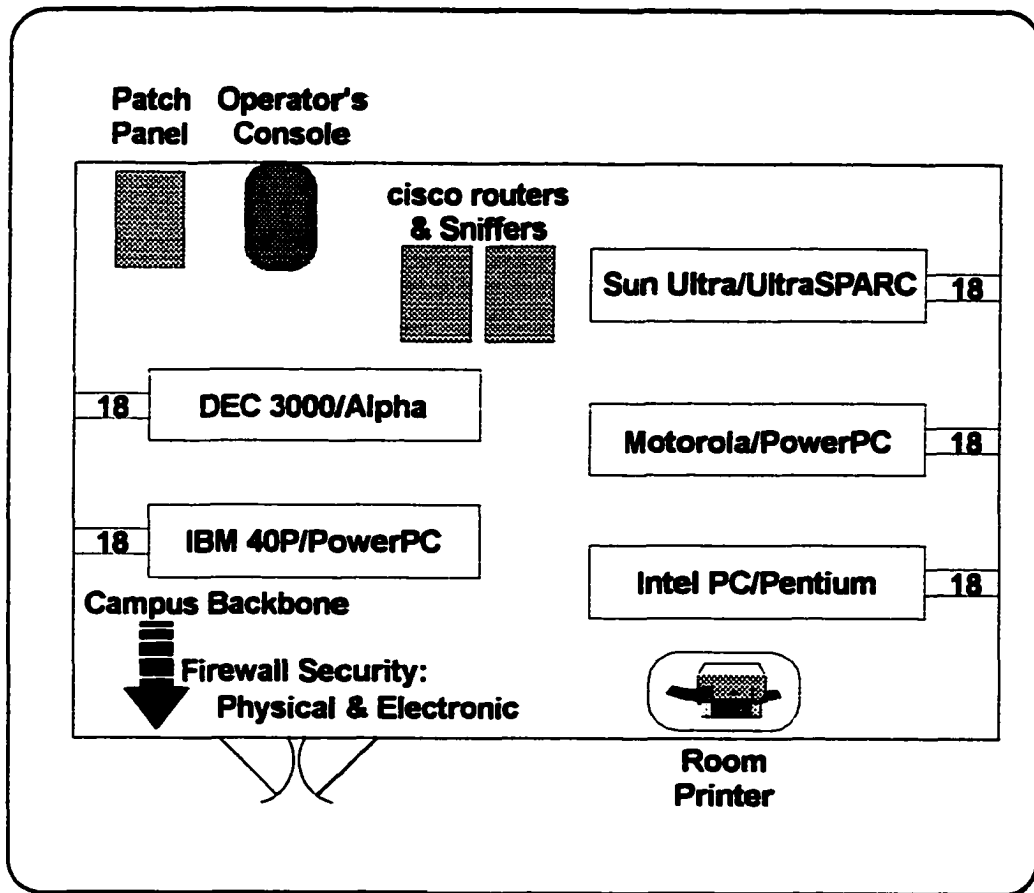 Patch
Panel
Operator's
Console
cisco routers
& Sniffers
Sun Ultra/UltraSPARC
18
DEC 3000/Alpha
18
Motorola/PowerPC
18
IBM 40P/PowerPC
18
Intel PC/Pentium
18
Campus Backbone
Firewall Security:
Physical & Electronic
Room
Printer